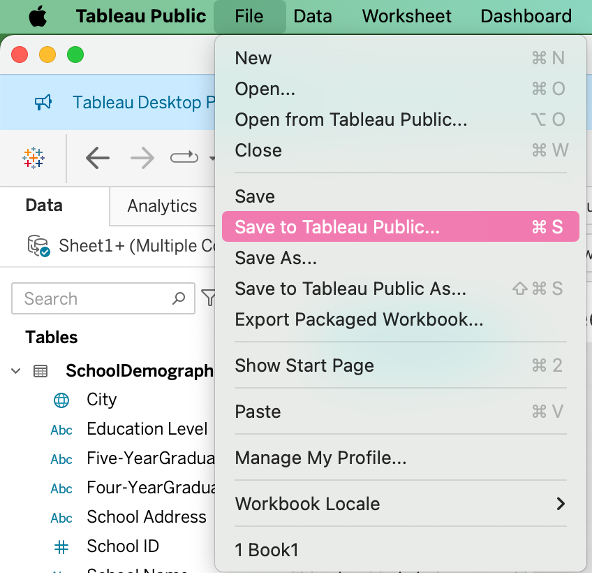 Tableau Public File Data Worksheet Dashboard
Tableau Desktop P
New ⌘ N
Open... ⌘ O
Open from Tableau Public... ⌥ O
Close ⌘ W
Save
Save to Tableau Public... ⌘ S
Save As...
Save to Tableau Public As... ⇧ ⌘ S
Export Packaged Workbook...
Show Start Page ⌘ 2
Paste ⌘ V
Manage My Profile...
Workbook Locale
1 Book1
Data Analytics
Sheet1+ (Multiple Co
Search
Tables
SchoolDemograph
City
Abc Education Level
Abc Five-YearGradua
Abc Four-YearGradua
Abc School Address
# School ID